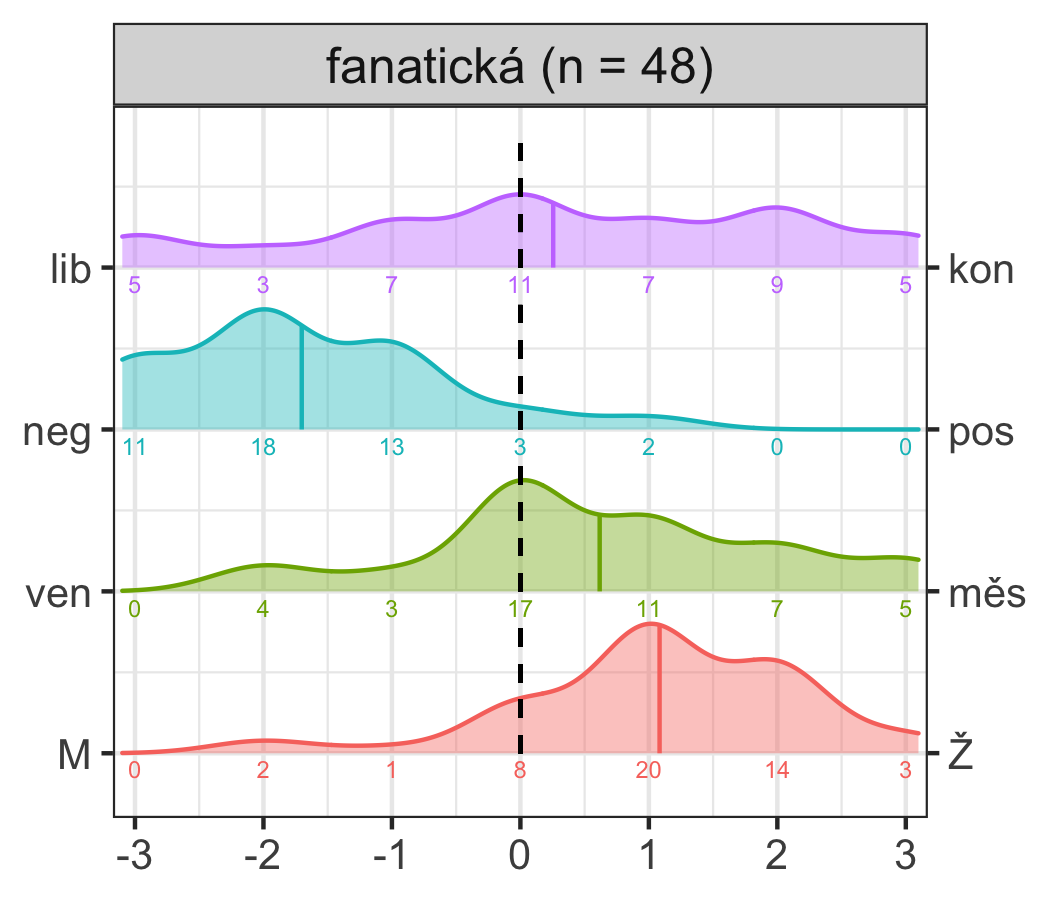 fanatická (n = 48)
lib kon
5 3 7 11 7 9 5
neg pos
11 18 13 3 2 0 0
ven měs
0 4 3 17 11 7 5
M Ž
0 2 1 8 20 14 3
-3 -2 -1 0 1 2 3